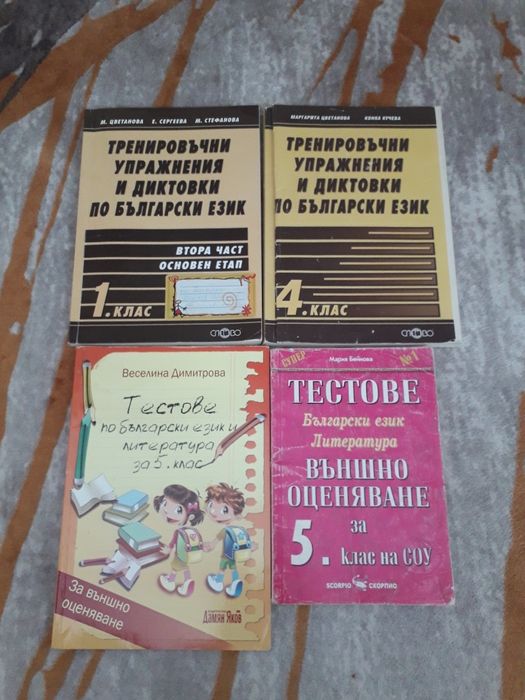 М. ЦВЕТАНОВА Е. СЕРГЕЕВА М. СТЕФАНОВА
ТРЕНИРОВЪЧНИ
УПРАЖНЕНИЯ
И ДИКТОВКИ
ПО БЪЛГАРСКИ ЕЗИК
ВТОРА ЧАСТ
ОСНОВЕН ЕТАП
1. КЛАС
СЛОВО
МАРГАРИТА ЦВЕТАНОВА КОНКА КУЧЕВА
ТРЕНИРОВЪЧНИ
УПРАЖНЕНИЯ
И ДИКТОВКИ
ПО БЪЛГАРСКИ ЕЗИК
4. КЛАС
СЛОВО
Веселина Димитрова
Тестове
по български език и
литература
за 5. клас
За външно
оценяване
Дамян Яков
СУПЕР №1
Мария Бейнова
ТЕСТОВЕ
Български език
Литература
ВЪНШНО
ОЦЕНЯВАНЕ
за
5. клас на СОУ
SCORPIO СКОРПИО